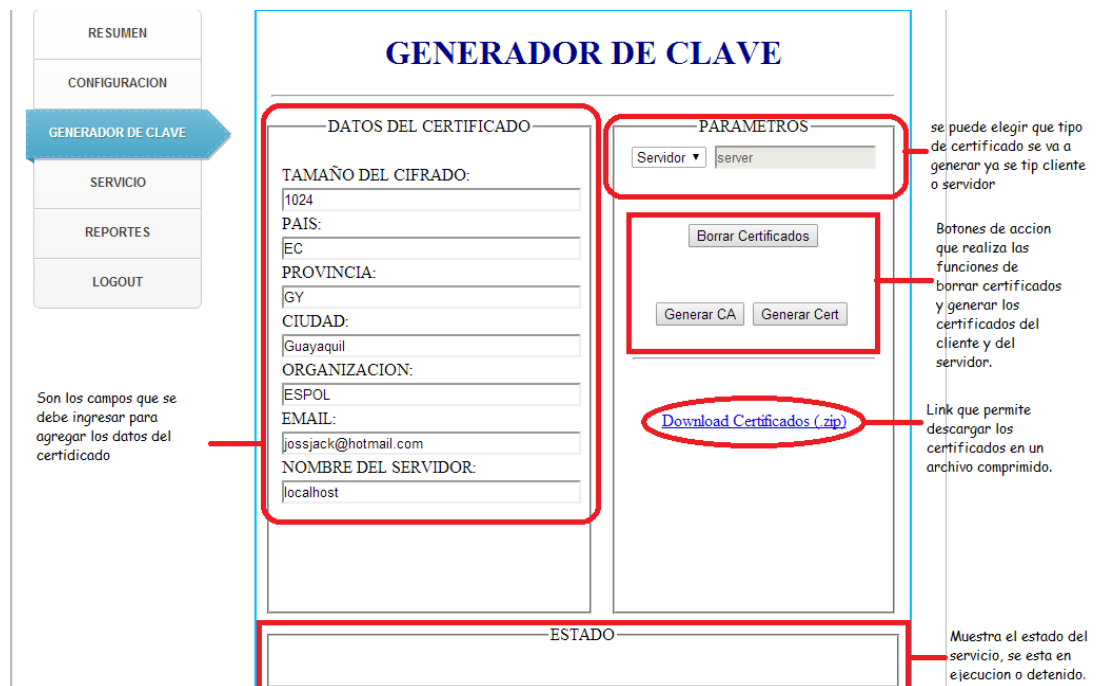 RESUMEN
CONFIGURACION
GENERADOR DE CLAVE
SERVICIO
REPORTES
LOGOUT
GENERADOR DE CLAVE
DATOS DEL CERTIFICADO
TAMAÑO DEL CIFRADO:
1024
PAIS:
EC
PROVINCIA:
GY
CIUDAD:
Guayaquil
ORGANIZACION:
ESPOL
EMAIL:
jossjack@hotmail.com
NOMBRE DEL SERVIDOR:
localhost
PARAMETROS
Servidor server
Borrar Certificados
Generar CA Generar Cert
Download Certificados (.zip)
ESTADO
Son los campos que se
debe ingresar para
agregar los datos del
certidicado
se puede elegir que tipo
de certificado se va a
generar ya se tip cliente
o servidor
Botones de accion
que realiza las
funciones de
borrar certificados
y generar los
certificados del
cliente y del
servidor.
Link que permite
descargar los
certificados en un
archivo comprimido.
Muestra el estado del
servicio, se esta en
ejecucion o detenido.